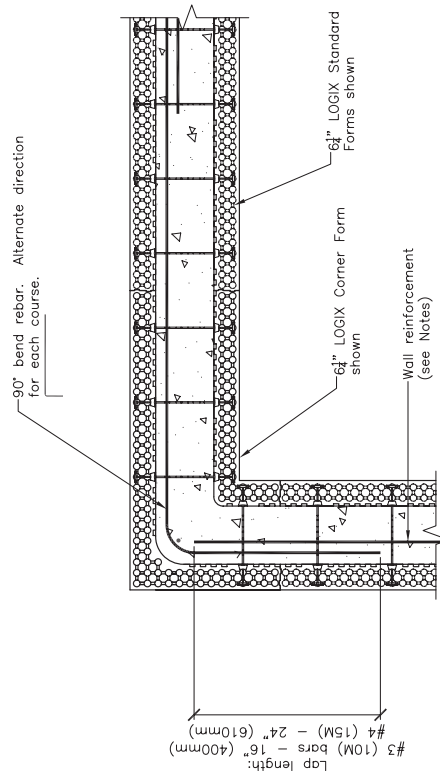 90° bend rebar. Alternate direction
for each course.
6¼" LOGIX Standard
Forms shown
6¼" LOGIX Corner Form
shown
Wall reinforcement
(see Notes)
Lap length:
#3 (10M) bars - 16" (400mm)
#4 (15M) - 24" (610mm)